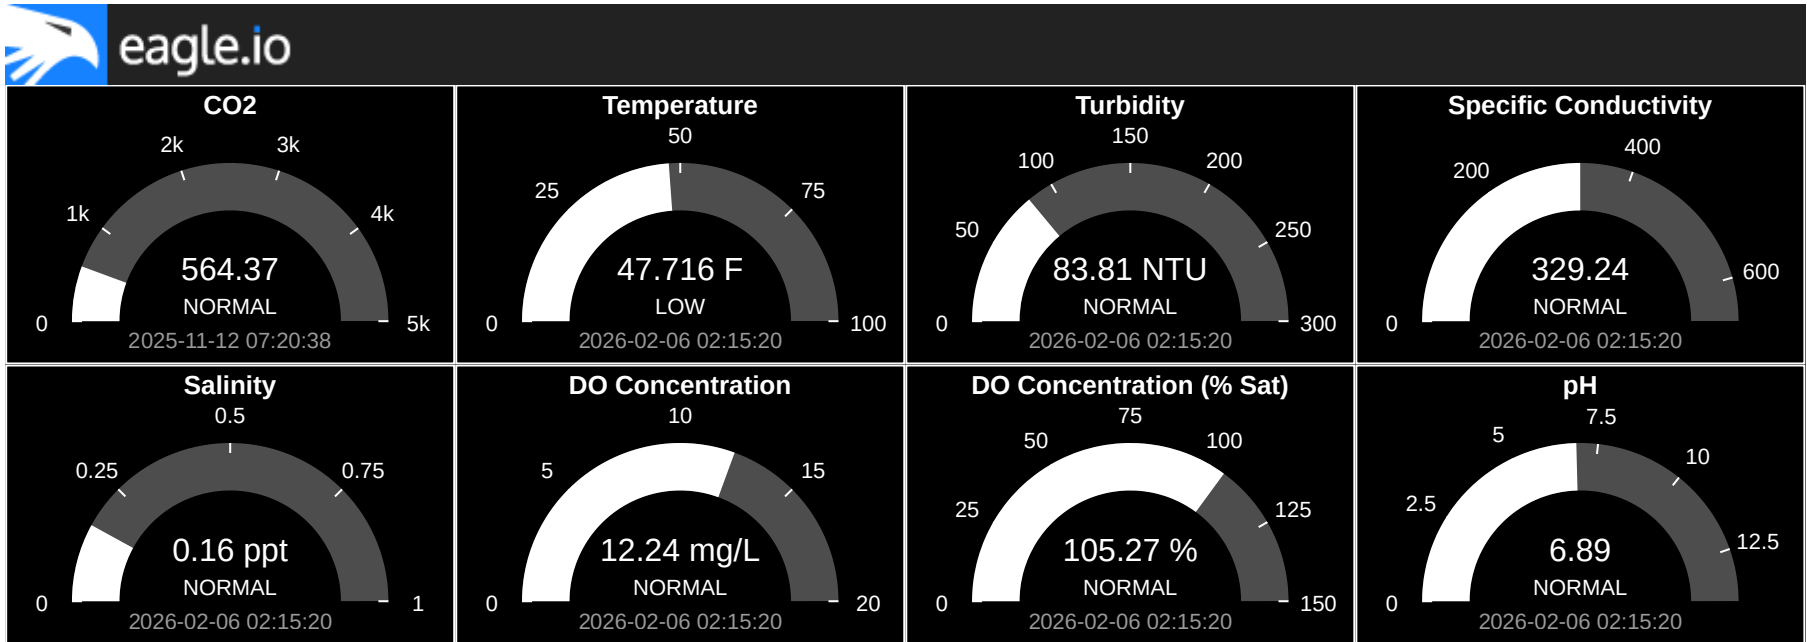 eagle.io
CO2
2k
3k
1k
4k
0
5k
564.37
NORMAL
2025-11-12 07:20:38
Temperature
50
25
75
0
100
47.716 F
LOW
2026-02-06 02:15:20
Turbidity
150
100
200
50
250
0
300
83.81 NTU
NORMAL
2026-02-06 02:15:20
Specific Conductivity
400
200
600
0
329.24
NORMAL
2026-02-06 02:15:20
Salinity
0.5
0.25
0.75
0
1
0.16 ppt
NORMAL
2026-02-06 02:15:20
DO Concentration
10
5
15
0
20
12.24 mg/L
NORMAL
2026-02-06 02:15:20
DO Concentration (% Sat)
75
50
100
25
125
0
150
105.27 %
NORMAL
2026-02-06 02:15:20
pH
7.5
5
10
2.5
12.5
0
6.89
NORMAL
2026-02-06 02:15:20